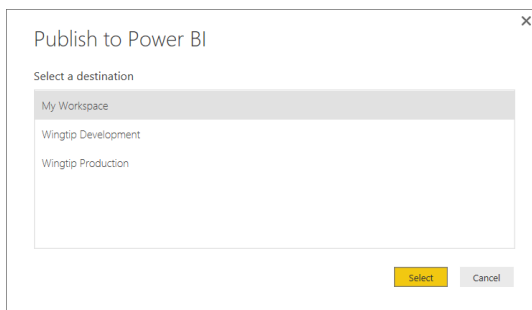 Publish to Power BI
Select a destination
My Workspace
Wingtip Development
Wingtip Production
Select Cancel